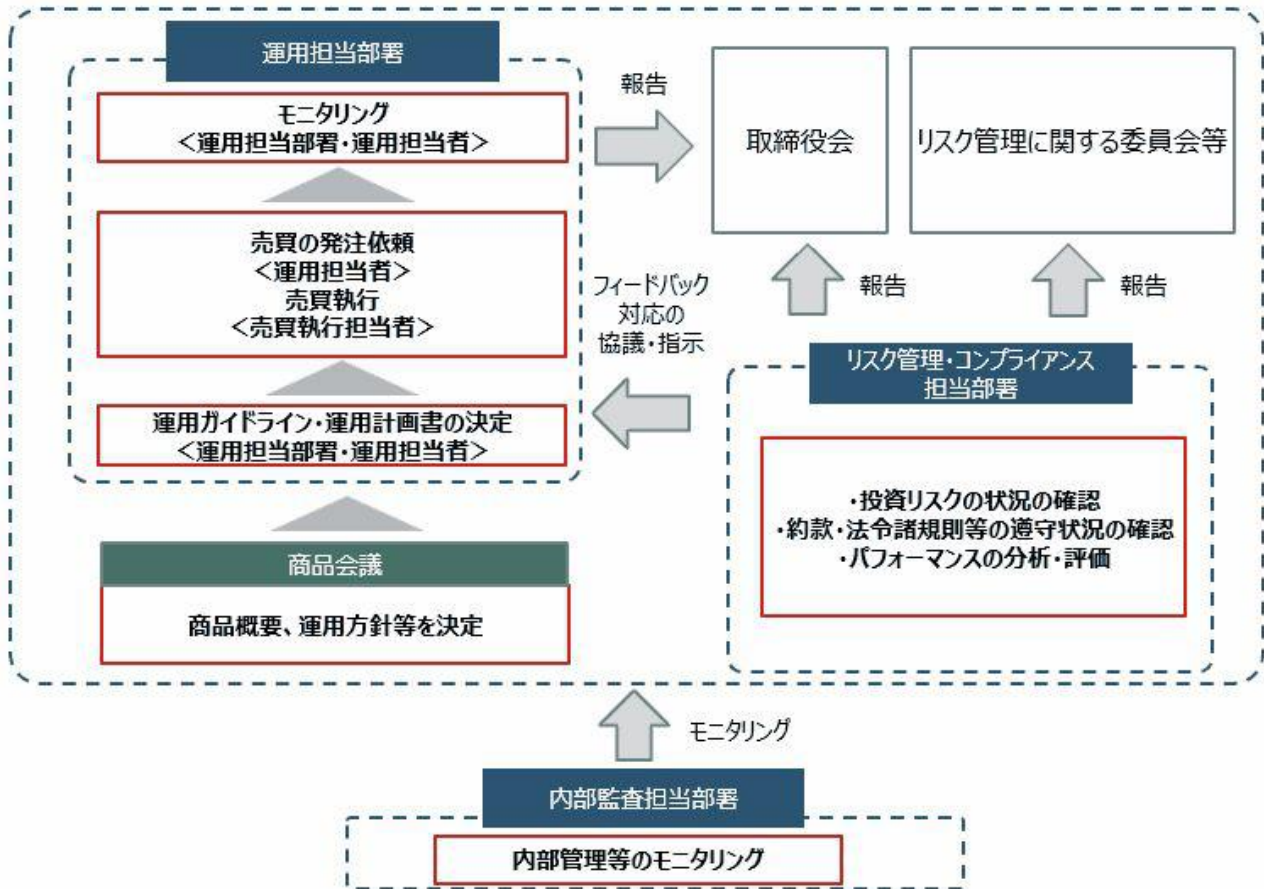 運用担当部署
モニタリング
<運用担当部署・運用担当者>
売買の発注依頼
<運用担当者>
売買執行
<売買執行担当者>
運用ガイドライン・運用計画書の決定
<運用担当部署・運用担当者>
商品会議
商品概要、運用方針等を決定
報告
取締役会
リスク管理に関する委員会等
報告
報告
フィードバック
対応の
協議・指示
リスク管理・コンプライアンス
担当部署
・投資リスクの状況の確認
・約款・法令諸規則等の遵守状況の確認
・パフォーマンスの分析・評価
モニタリング
内部監査担当部署
内部管理等のモニタリング